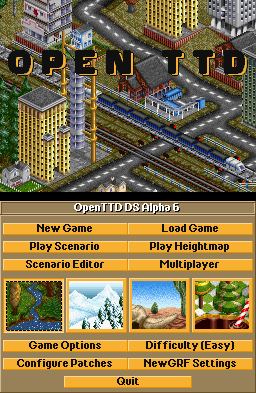 OPEN TTD
OpenTTD DS Alpha 6
New Game Load Game
Play Scenario Play Heightmap
Scenario Editor Multiplayer
Game Options Difficulty (Easy)
Configure Patches NewGRF Settings
Quit